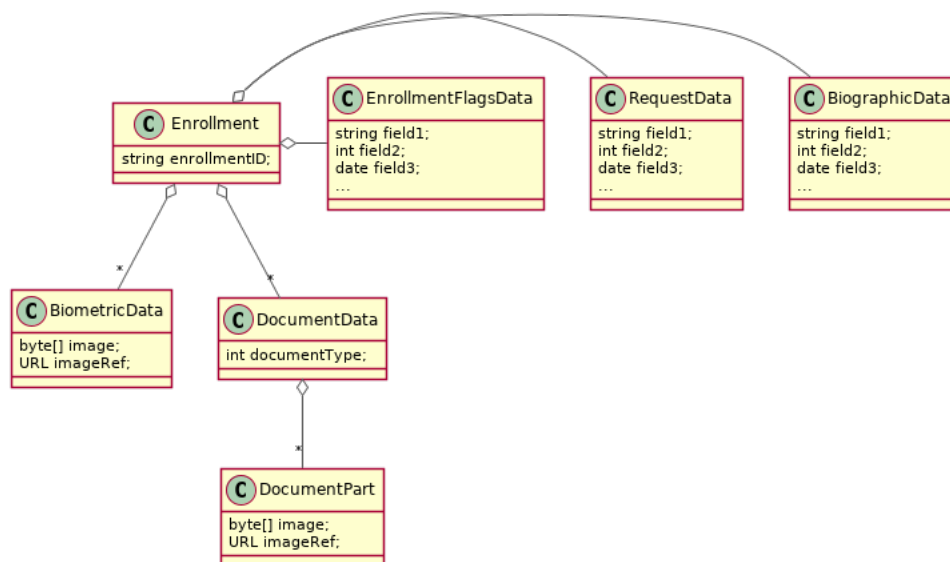 C Enrollment
string enrollmentID;
C EnrollmentFlagsData
string field1;
int field2;
date field3;
...
C RequestData
string field1;
int field2;
date field3;
...
C BiographicData
string field1;
int field2;
date field3;
...
*
*
C BiometricData
byte[] image;
URL imageRef;
C DocumentData
int documentType;
*
C DocumentPart
byte[] image;
URL imageRef;